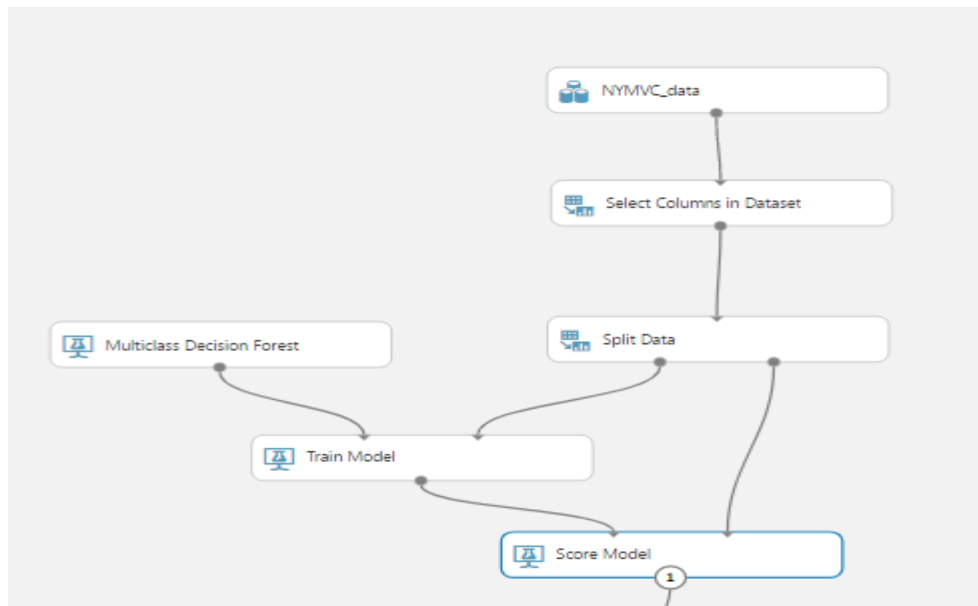 NYMVC_data
Select Columns in Dataset
Multiclass Decision Forest
Split Data
Train Model
Score Model
1